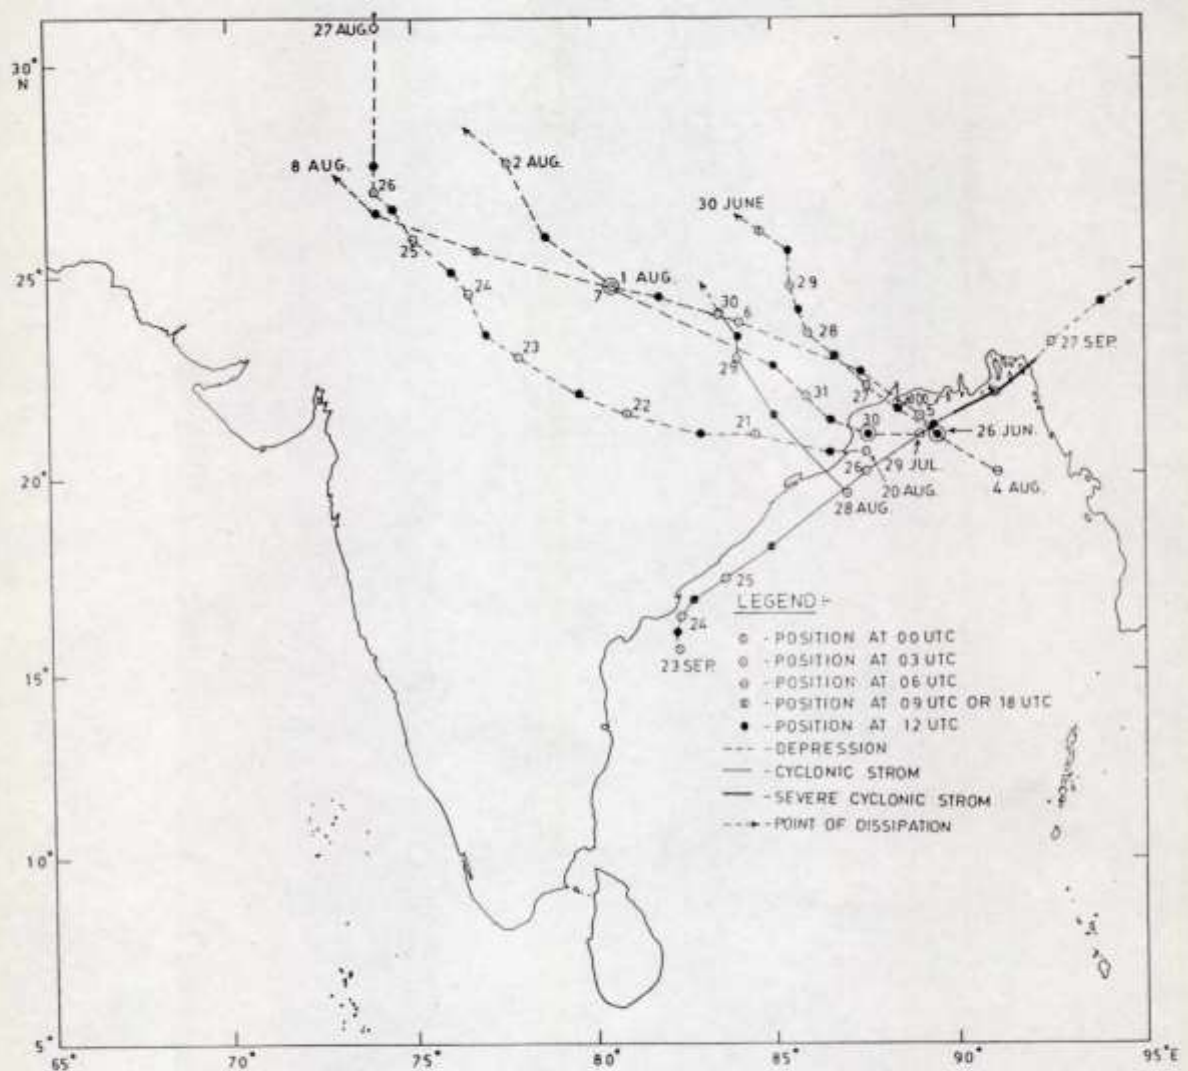 27 AUG.
30°
N
8 AUG.
26
2 AUG.
30 JUNE
25
1 AUG.
25°
24
7
30
6
29
28
27 SEP.
23
29
27
31
5
22
30
26 JUN.
21
26
29 JUL.
20°
20 AUG.
4 AUG.
28 AUG.
25
LEGEND :-
24
23 SEP.
- POSITION AT 00 UTC
- POSITION AT 03 UTC
15°
- POSITION AT 06 UTC
- POSITION AT 09 UTC OR 18 UTC
- POSITION AT 12 UTC
- DEPRESSION
- CYCLONIC STROM
- SEVERE CYCLONIC STROM
- POINT OF DISSIPATION
10°
5°
65° 70° 75° 80° 85° 90° 95° E